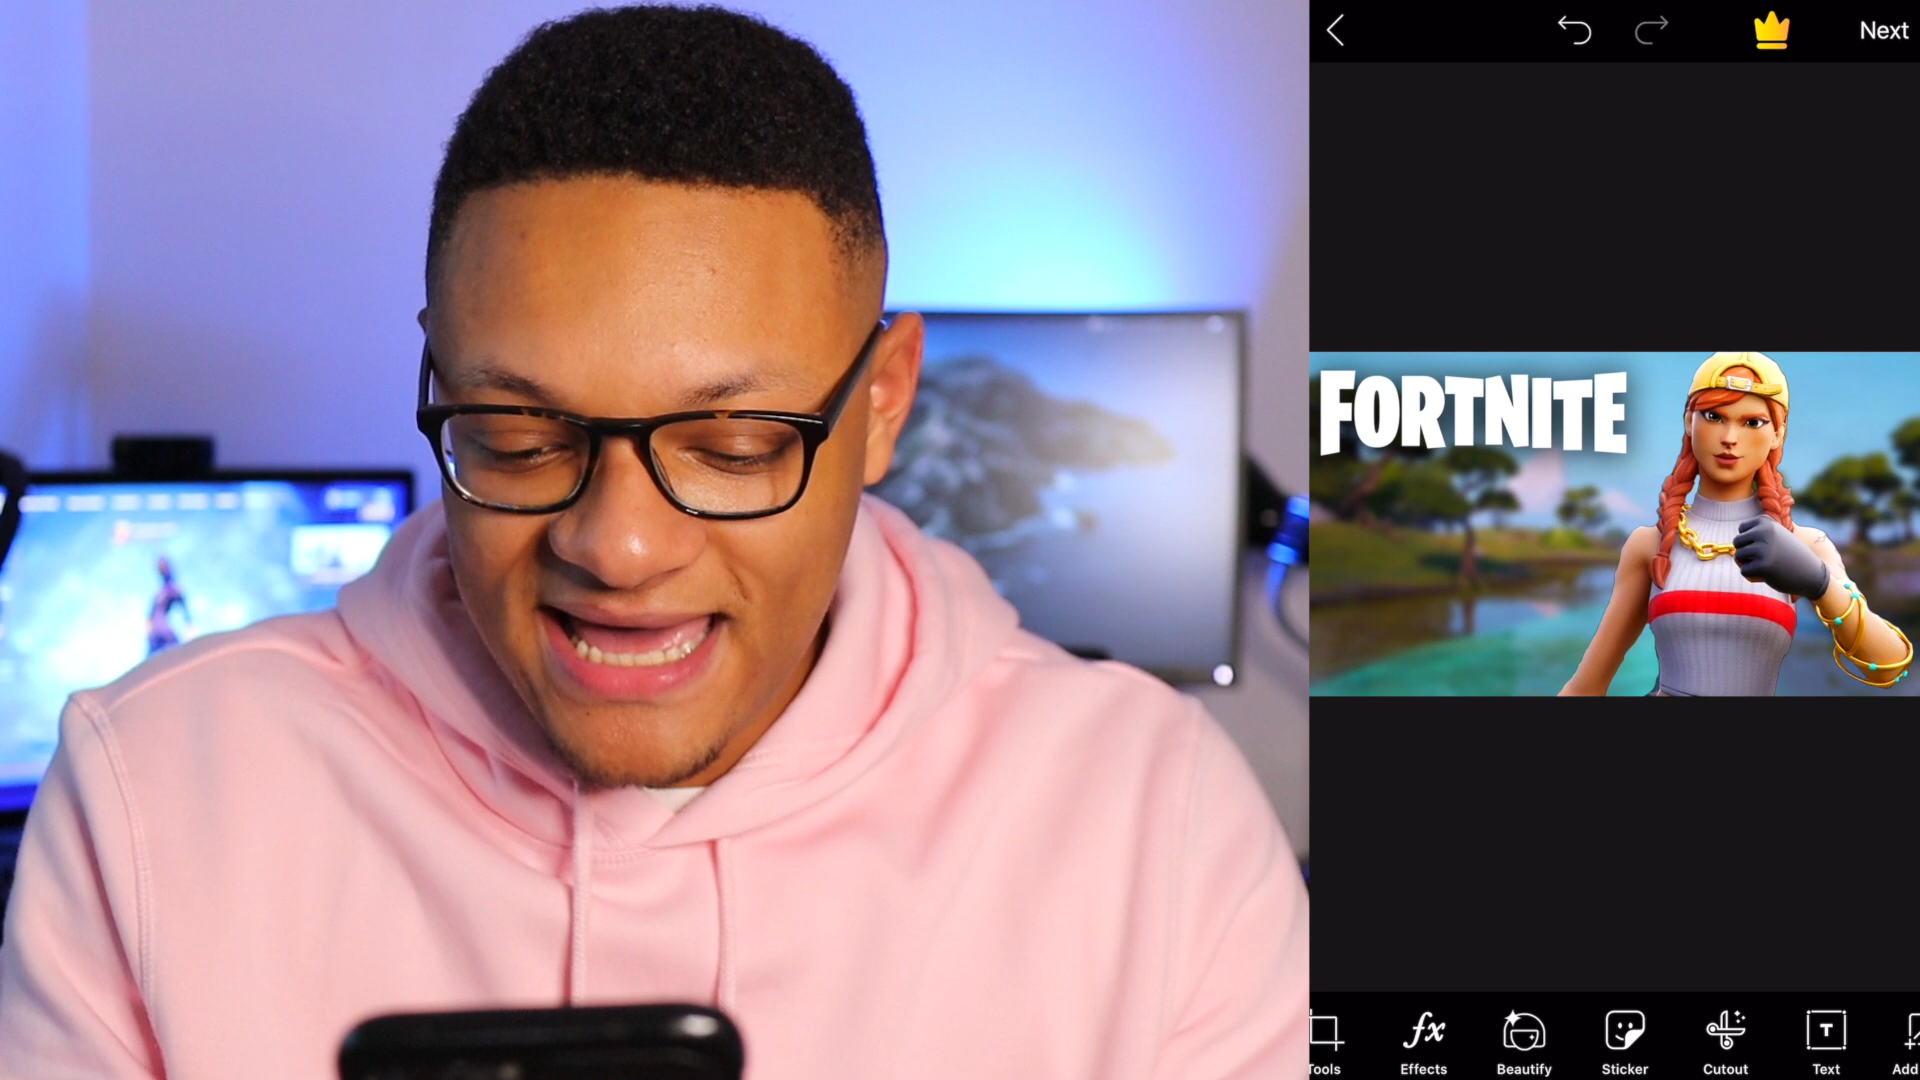 Next
FORTNITE
Tools
Effects
Beautify
Sticker
Cutout
Text
Add